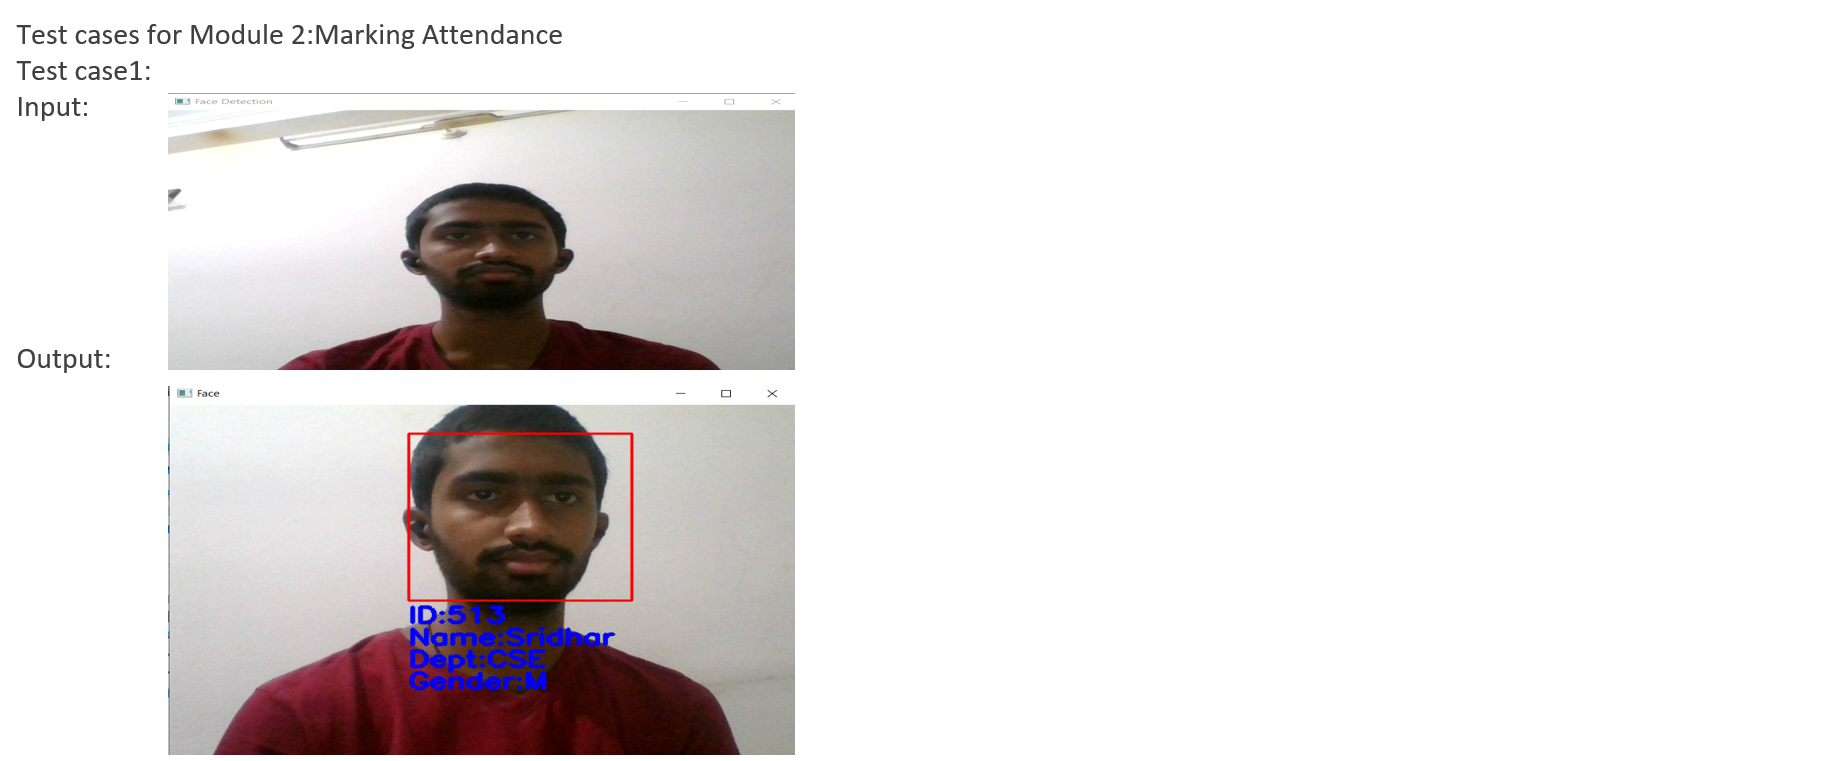 Test cases for Module 2:Marking Attendance
Test case1:
Input:
Face Detection
Output:
Face
ID:513
Name:Sridhar
Dept:CSE
Gender:M